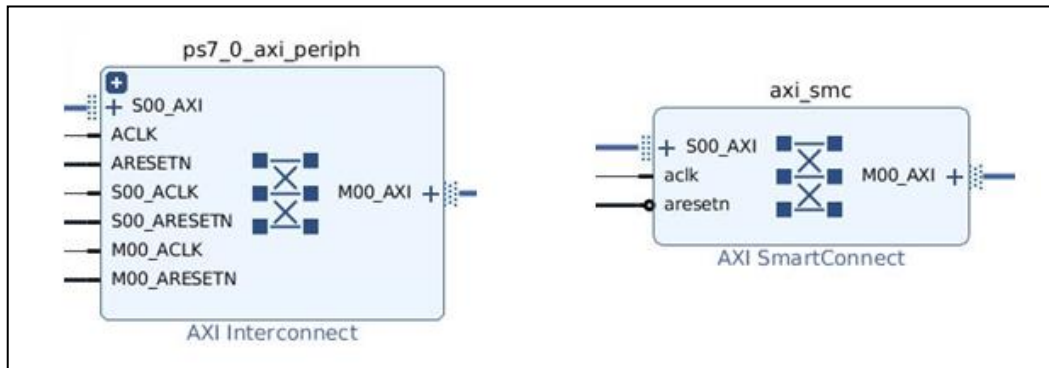 ps7_0_axi_periph
S00_AXI
ACLK
ARESETN
S00_ACLK
S00_ARESETN
M00_ACLK
M00_ARESETN
M00_AXI
AXI Interconnect
axi_smc
S00_AXI
aclk
aresetn
M00_AXI
AXI SmartConnect